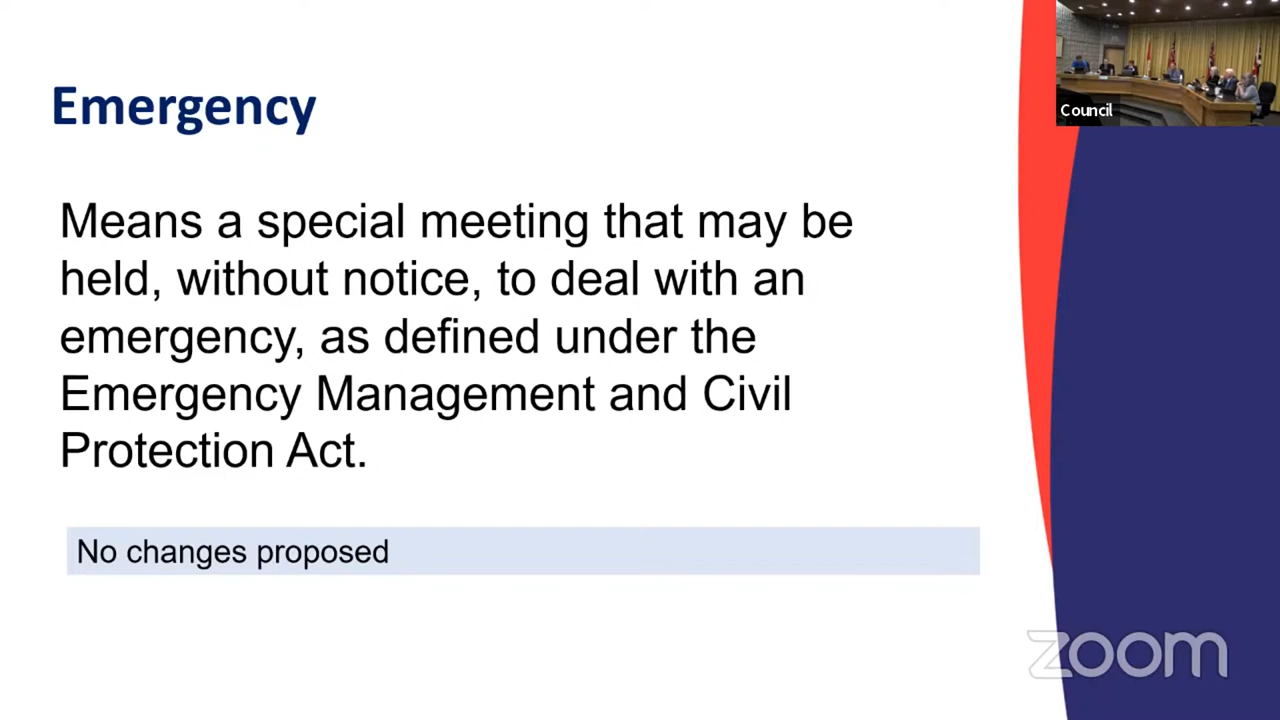 Emergency
Council
Means a special meeting that may be
held, without notice, to deal with an
emergency, as defined under the
Emergency Management and Civil
Protection Act.
No changes proposed
zoom